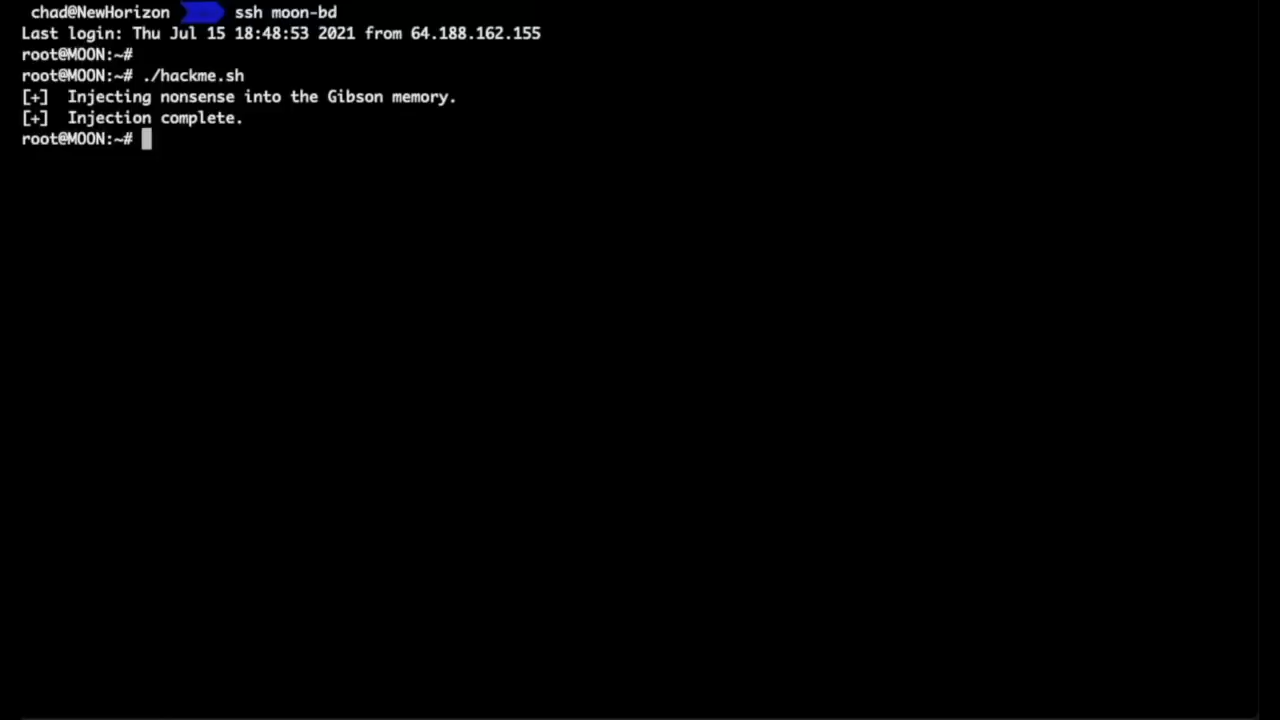 chad@NewHorizon ssh moon-bd
Last login: Thu Jul 15 18:48:53 2021 from 64.188.162.155
root@MOON:~#
root@MOON:~# ./hackme.sh
[+]  Injecting nonsense into the Gibson memory.
[+]  Injection complete.
root@MOON:~#